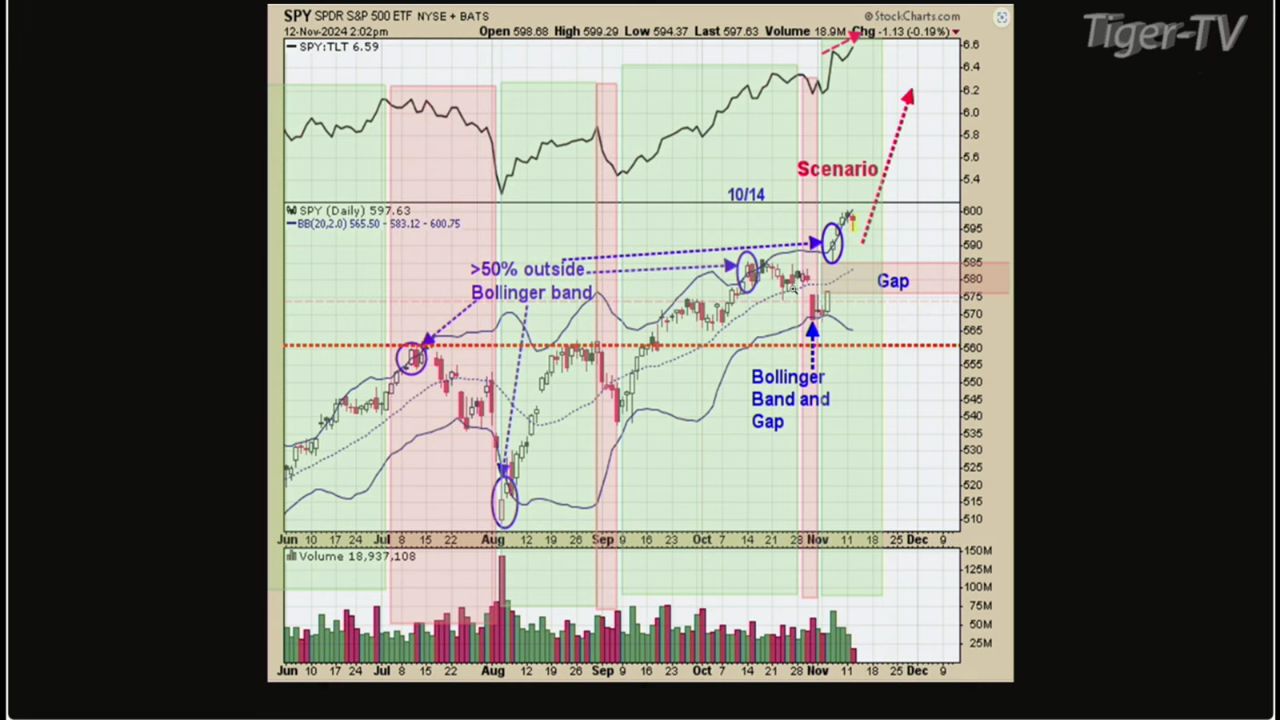 Tiger-TV
SPY SPDR S&P 500 ETF NYSE + BATS
© StockCharts.com
12-Nov-2024 2:02pm
Open 598.68 High 599.29 Low 594.37 Last 597.63 Volume 18.9M Chg -1.13 (-0.19%)
SPY:TLT 6.59
6.6
6.4
6.2
6.0
5.8
5.6
5.4
Scenario
10/14
SPY (Daily) 597.63
BB(20,2.0) 565.50 - 583.12 - 600.75
>50% outside
Bollinger band
Gap
Bollinger
Band and
Gap
600
595
590
585
580
575
570
565
560
555
550
545
540
535
530
525
520
515
510
Jun 10 17 24 Jul 8 15 22 Aug 12 19 26 Sep 9 16 23 Oct 7 14 21 28 Nov 11 18 25 Dec 9
Volume 18,937,108
150M
125M
100M
75M
50M
25M
Jun 10 17 24 Jul 8 15 22 Aug 12 19 26 Sep 9 16 23 Oct 7 14 21 28 Nov 11 18 25 Dec 9